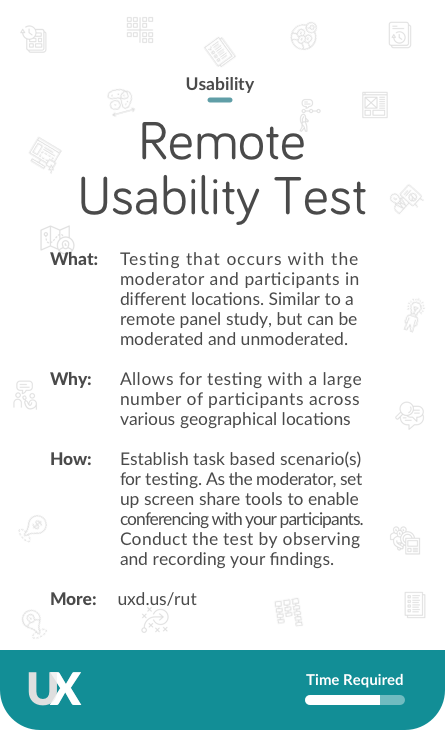 Usability
Remote
Usability Test
What: Testing that occurs with the
moderator and participants in
different locations. Similar to a
remote panel study, but can be
moderated and unmoderated.
Why: Allows for testing with a large
number of participants across
various geographical locations
How: Establish task based scenario(s)
for testing. As the moderator, set
up screen share tools to enable
conferencing with your participants.
Conduct the test by observing
and recording your findings.
More: uxd.us/rut
UX
Time Required